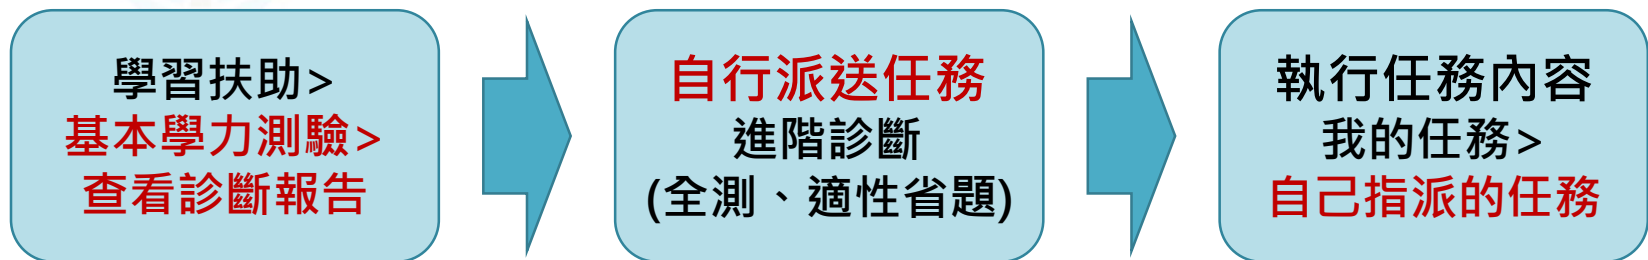 學習扶助>
基本學力測驗>
查看診斷報告
自行派送任務
進階診斷
(全測、適性省題)
執行任務內容
我的任務>
自己指派的任務